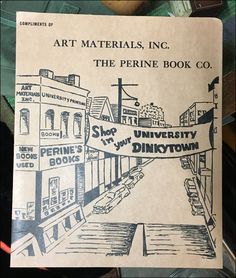 COMPLIMENTS OF
ART MATERIALS, INC.
THE PERINE BOOK CO.
ART
MATERIALS
INC.
UNIVERSITY PRINTING
BOOKS
NEW
BOOKS
USED
PERINE'S
BOOKS
Shop
in your
UNIVERSITY
DINKYTOWN